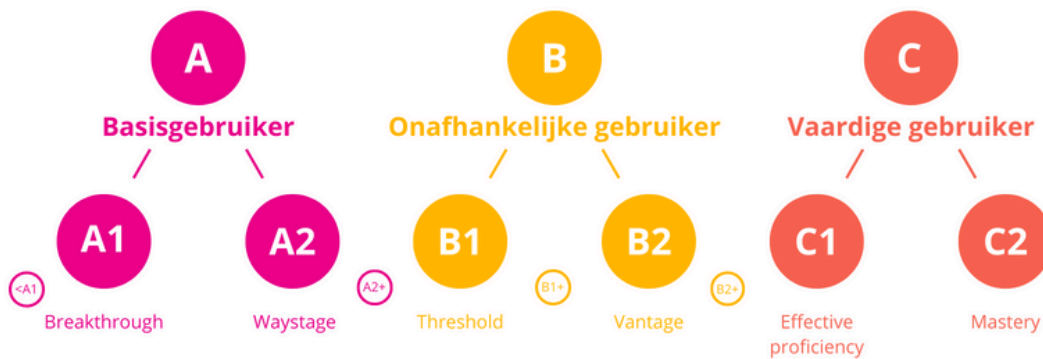 A
B
C
Basisgebruiker
Onafhankelijke gebruiker
Vaardige gebruiker
A1
A2
B1
B2
C1
C2
<A1
A2+
B1+
B2+
Breakthrough
Waystage
Threshold
Vantage
Effective
proficiency
Mastery